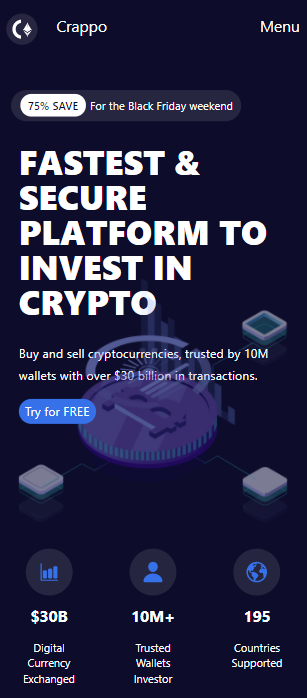 Crappo
Menu
75% SAVE For the Black Friday weekend
FASTEST &
SECURE
PLATFORM TO
INVEST IN
CRYPTO
Buy and sell cryptocurrencies, trusted by 10M
wallets with over $30 billion in transactions.
Try for FREE
$30B
Digital
Currency
Exchanged
10M+
Trusted
Wallets
Investor
195
Countries
Supported